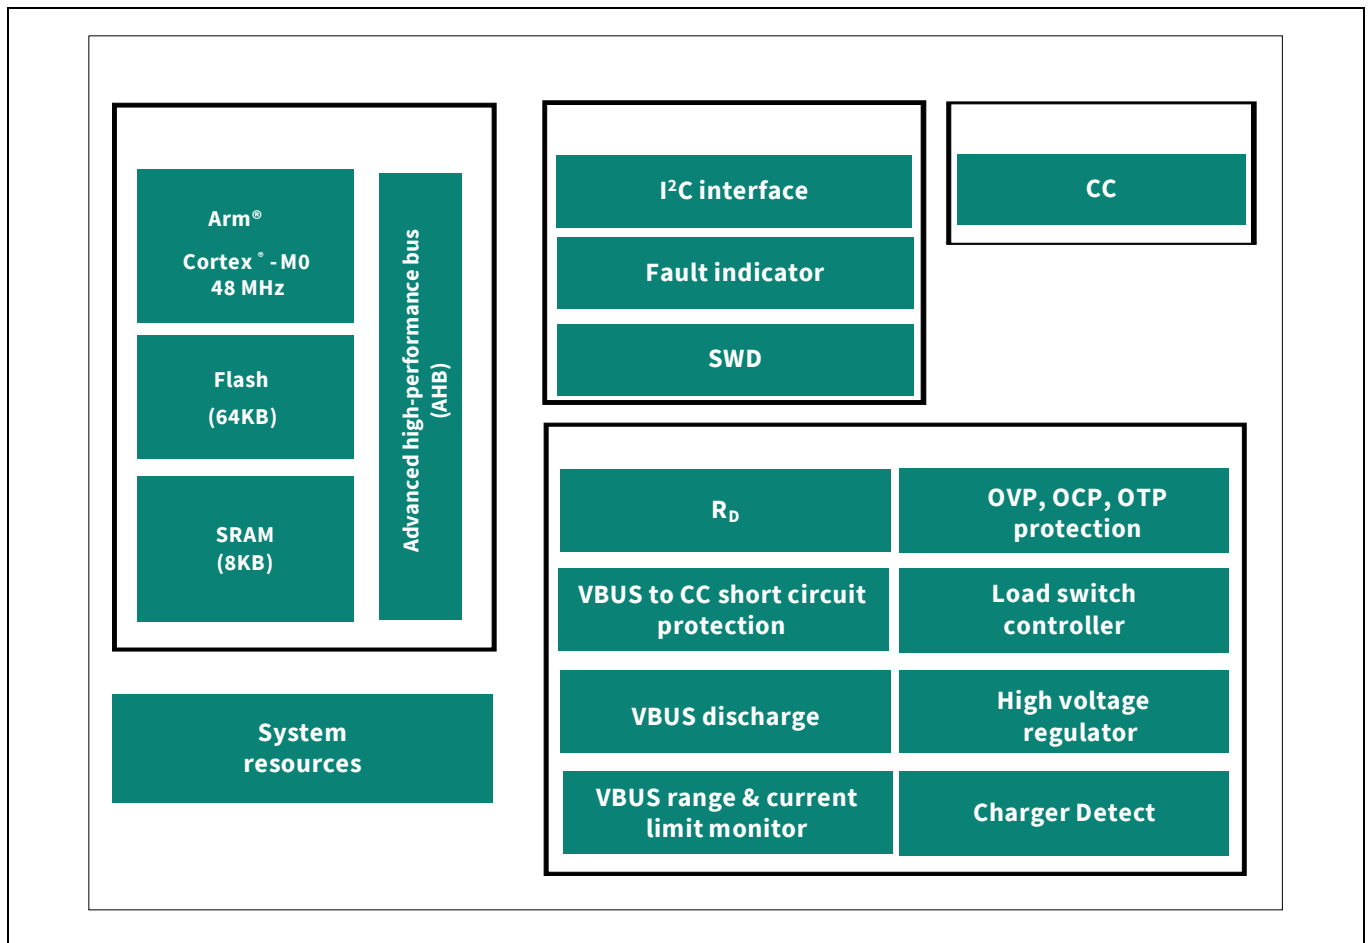 Arm®
Cortex® - M0
48 MHz
Flash
(64KB)
SRAM
(8KB)
Advanced high-performance bus
(AHB)
System
resources
I²C interface
Fault indicator
SWD
CC
R_D
OVP, OCP, OTP
protection
VBUS to CC short circuit
protection
Load switch
controller
VBUS discharge
High voltage
regulator
VBUS range & current
limit monitor
Charger Detect